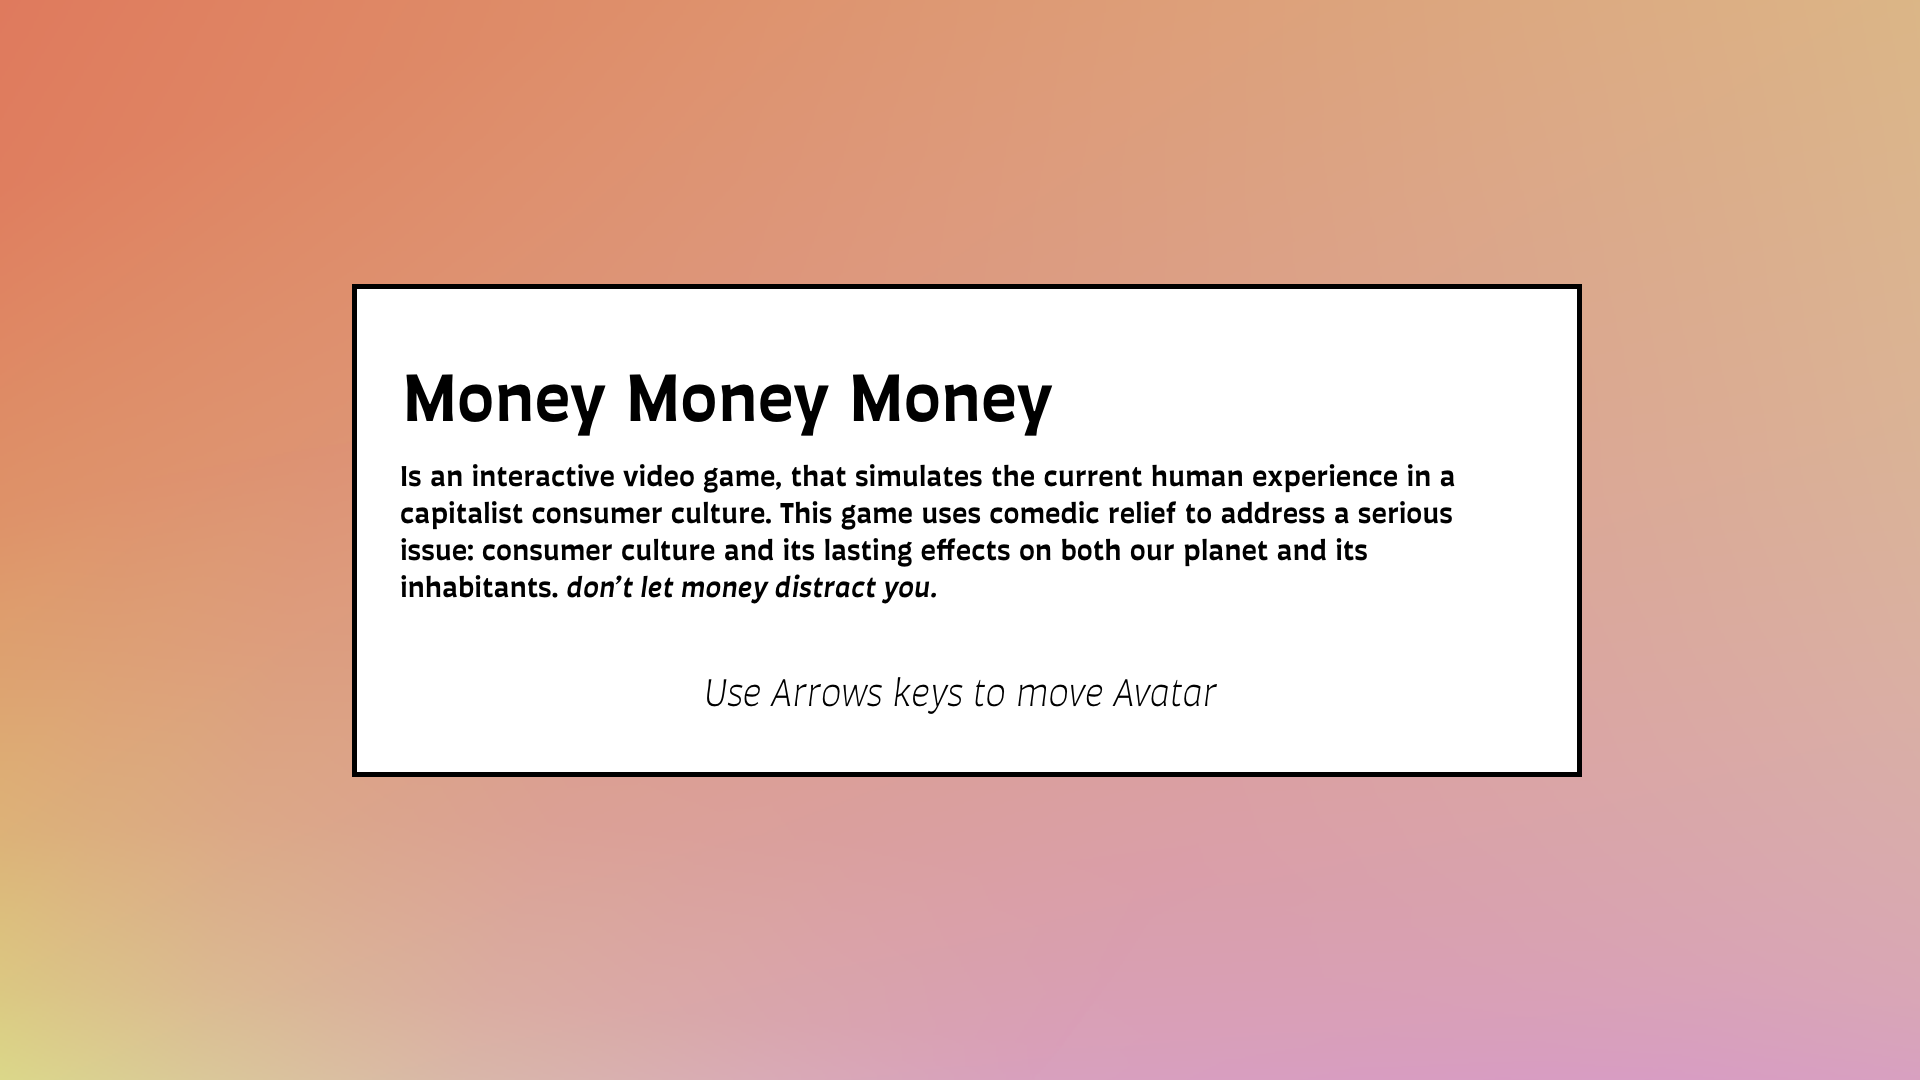 Money Money Money
Is an interactive video game, that simulates the current human experience in a
capitalist consumer culture. This game uses comedic relief to address a serious
issue: consumer culture and its lasting effects on both our planet and its
inhabitants. don’t let money distract you.
Use Arrows keys to move Avatar